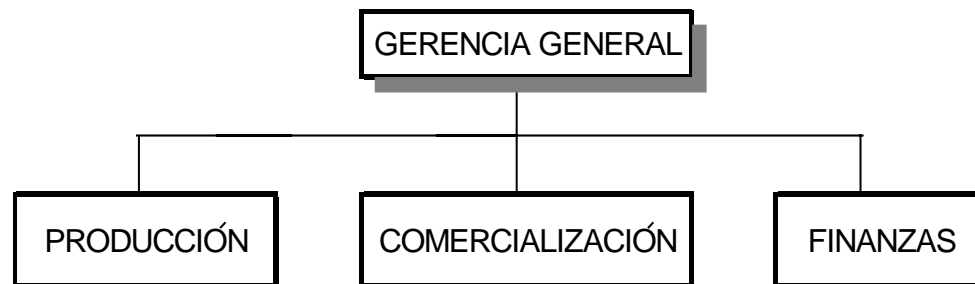 GERENCIA GENERAL
PRODUCCIÓN
COMERCIALIZACIÓN
FINANZAS